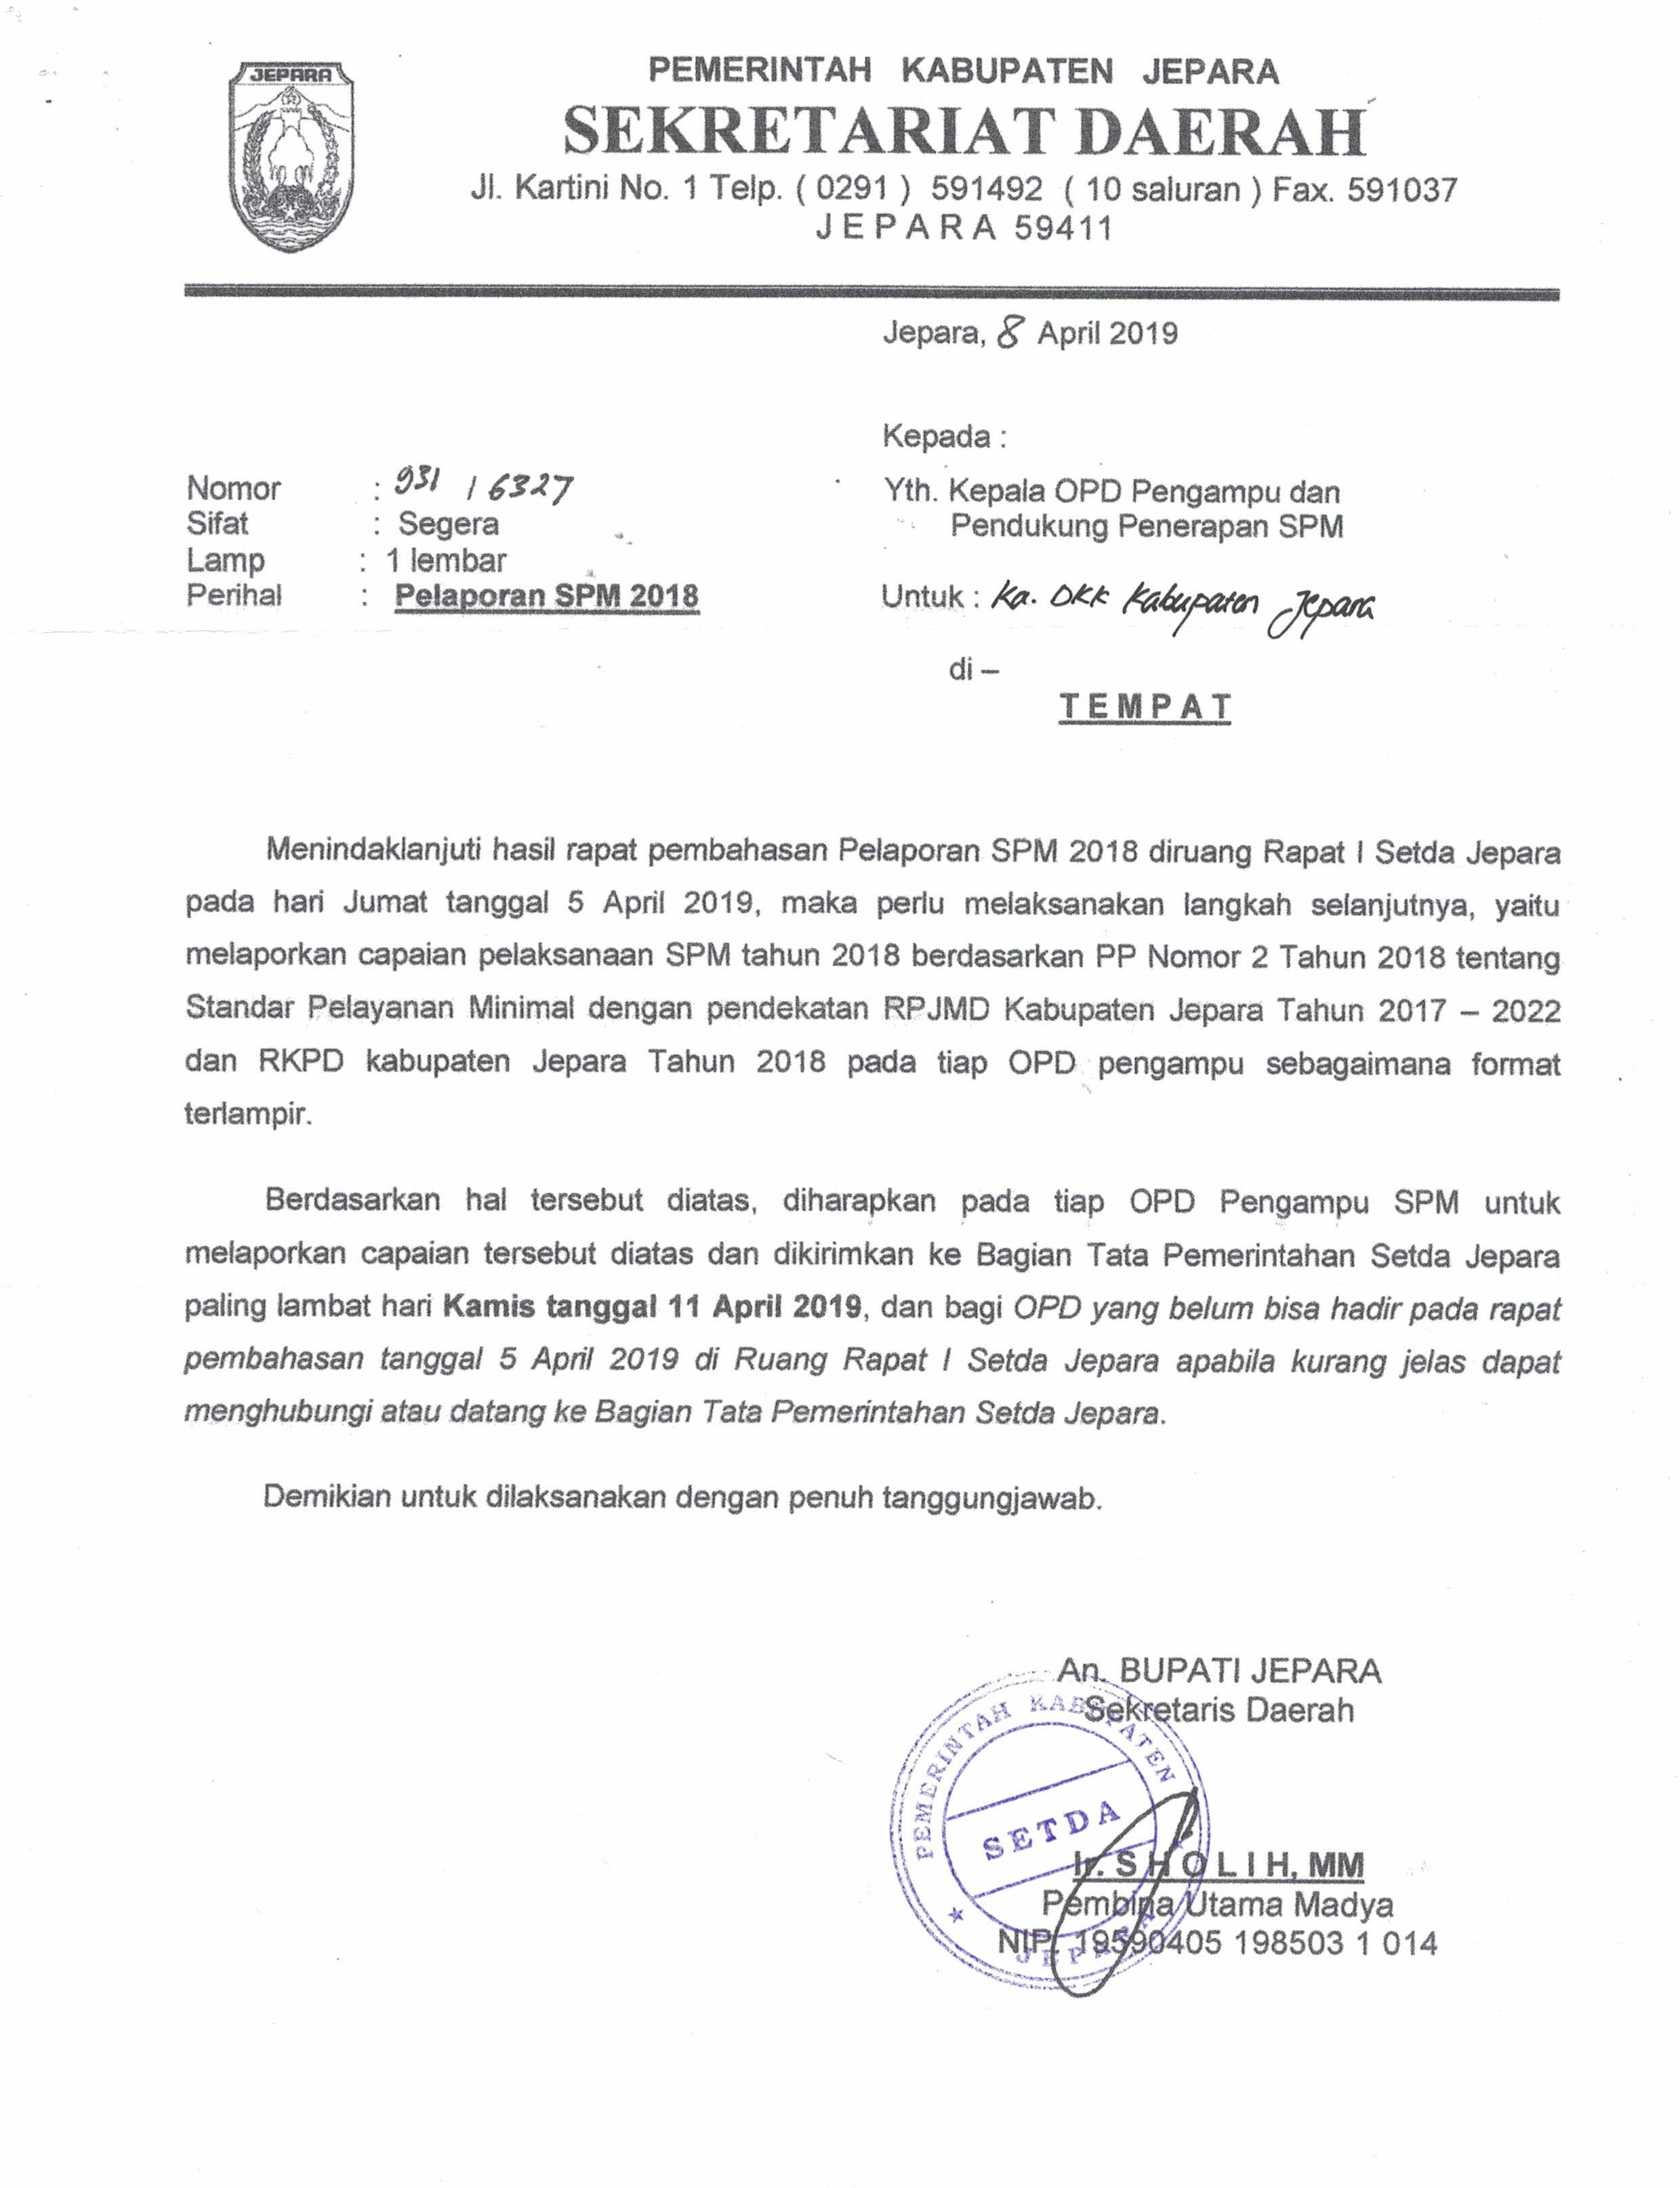 JEPARA
PEMERINTAH KABUPATEN JEPARA
SEKRETARIAT DAERAH
Jl. Kartini No. 1 Telp. ( 0291 ) 591492 ( 10 saluran ) Fax. 591037
J E P A R A 59411
Jepara, 8 April 2019
Kepada :
Nomor : 931 / 6327
Yth. Kepala OPD Pengampu dan
Sifat : Segera
Pendukung Penerapan SPM
Lamp : 1 lembar
Perihal : Pelaporan SPM 2018
Untuk : Ka. DKK Kabupaten Jepara
di –
T E M P A T
Menindaklanjuti hasil rapat pembahasan Pelaporan SPM 2018 diruang Rapat I Setda Jepara
pada hari Jumat tanggal 5 April 2019, maka perlu melaksanakan langkah selanjutnya, yaitu
melaporkan capaian pelaksanaan SPM tahun 2018 berdasarkan PP Nomor 2 Tahun 2018 tentang
Standar Pelayanan Minimal dengan pendekatan RPJMD Kabupaten Jepara Tahun 2017 – 2022
dan RKPD kabupaten Jepara Tahun 2018 pada tiap OPD pengampu sebagaimana format
terlampir.
Berdasarkan hal tersebut diatas, diharapkan pada tiap OPD Pengampu SPM untuk
melaporkan capaian tersebut diatas dan dikirimkan ke Bagian Tata Pemerintahan Setda Jepara
paling lambat hari Kamis tanggal 11 April 2019, dan bagi OPD yang belum bisa hadir pada rapat
pembahasan tanggal 5 April 2019 di Ruang Rapat I Setda Jepara apabila kurang jelas dapat
menghubungi atau datang ke Bagian Tata Pemerintahan Setda Jepara.
Demikian untuk dilaksanakan dengan penuh tanggungjawab.
An. BUPATI JEPARA
Sekretaris Daerah
PEMERINTAH KABUPATEN
SETDA
JEPARA
Ir. S H O L I H, MM
Pembina Utama Madya
NIP. 19590405 198503 1 014